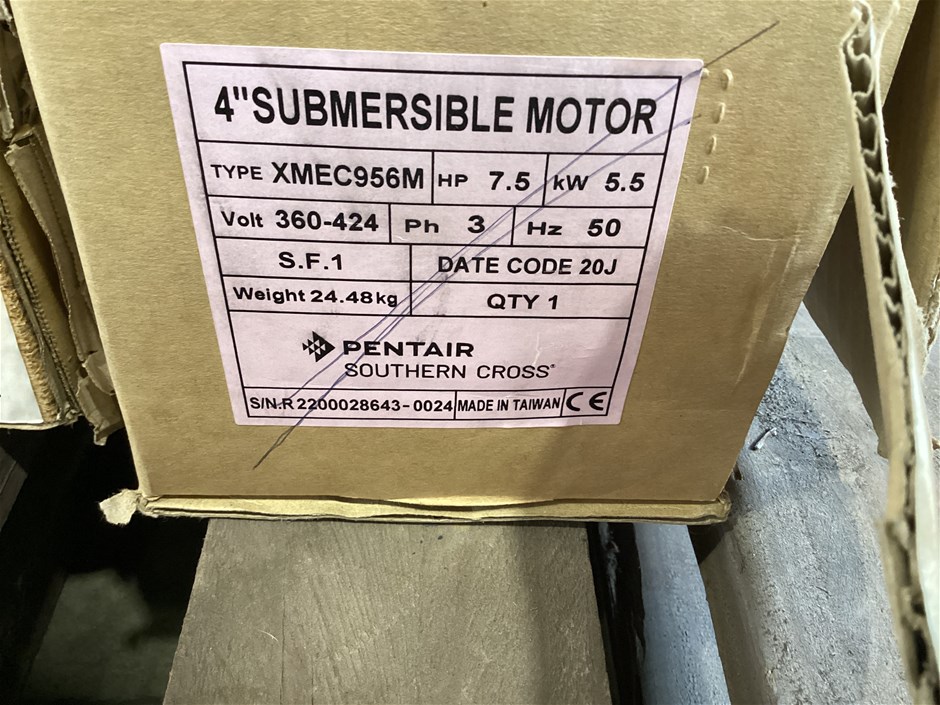 4"SUBMERSIBLE MOTOR
TYPE XMEC956M HP 7.5 kW 5.5
Volt 360-424 Ph 3 Hz 50
S.F.1 DATE CODE 20J
Weight 24.48kg QTY 1
PENTAIR
SOUTHERN CROSS®
S/N.R 2200028643-0024 MADE IN TAIWAN CE